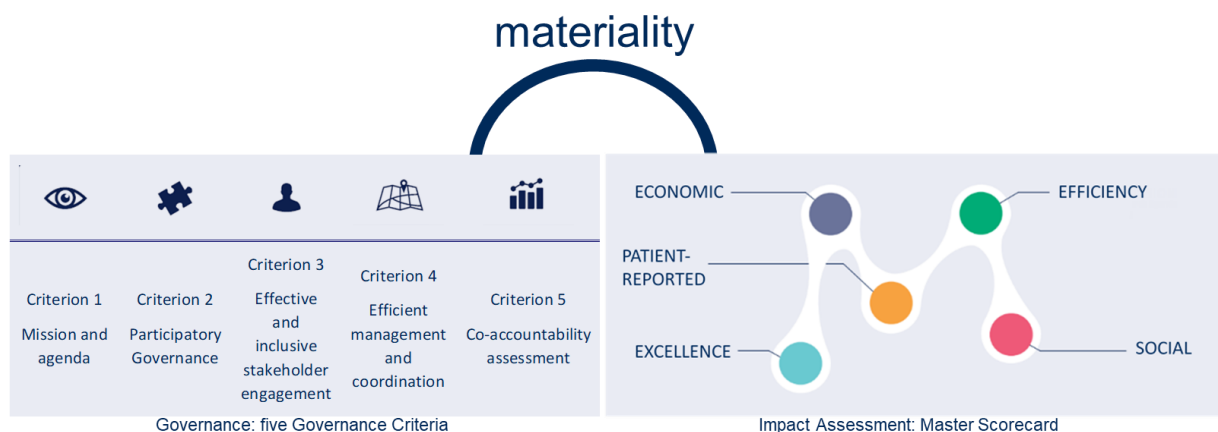 materiality
Criterion 1
Mission and
agenda
Criterion 2
Participatory
Governance
Criterion 3
Effective
and
inclusive
stakeholder
engagement
Criterion 4
Efficient
management
and
coordination
Criterion 5
Co-accountability
assessment
Governance: five Governance Criteria
ECONOMIC
EFFICIENCY
PATIENT-
REPORTED
EXCELLENCE
SOCIAL
Impact Assessment: Master Scorecard